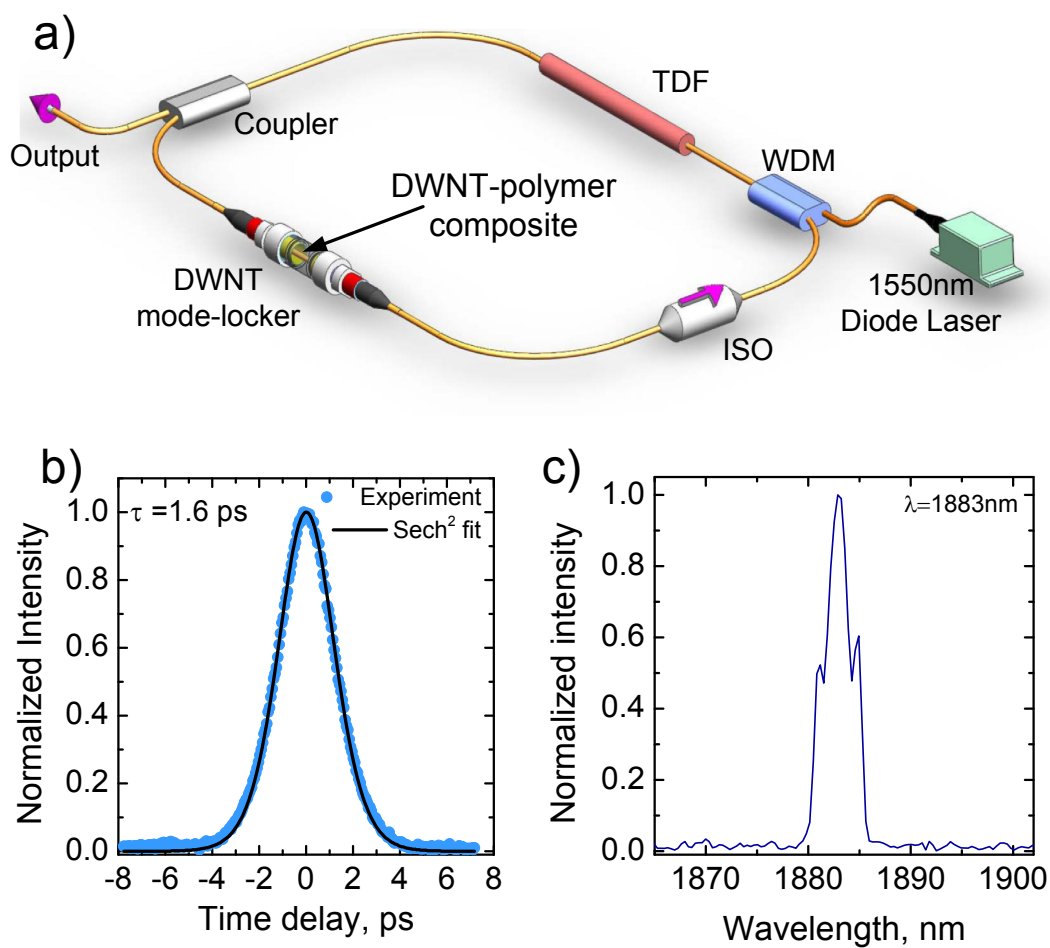 a)
TDF
Coupler
Output
WDM
DWNT-polymer
composite
DWNT
mode-locker
1550nm
Diode Laser
ISO
b)
τ =1.6 ps
Experiment
Sech² fit
1.0
0.8
0.6
0.4
0.2
0.0
Normalized Intensity
-8 -6 -4 -2 0 2 4 6 8
Time delay, ps
c)
λ=1883nm
1.0
0.8
0.6
0.4
0.2
0.0
Normalized intensity
1870 1880 1890 1900
Wavelength, nm